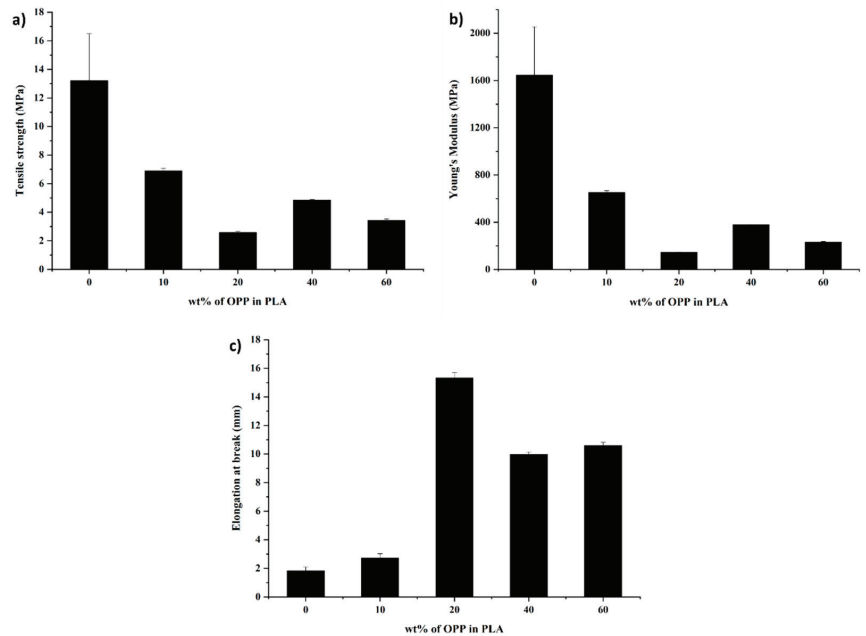 a)
18
16
14
12
10
8
6
4
2
0
Tensile strength (MPa)
0 10 20 40 60
wt% of OPP in PLA
b)
2000
1600
1200
800
400
0
Young's Modulus (MPa)
0 10 20 40 60
wt% of OPP in PLA
c)
18
16
14
12
10
8
6
4
2
0
Elongation at break (mm)
0 10 20 40 60
wt% of OPP in PLA